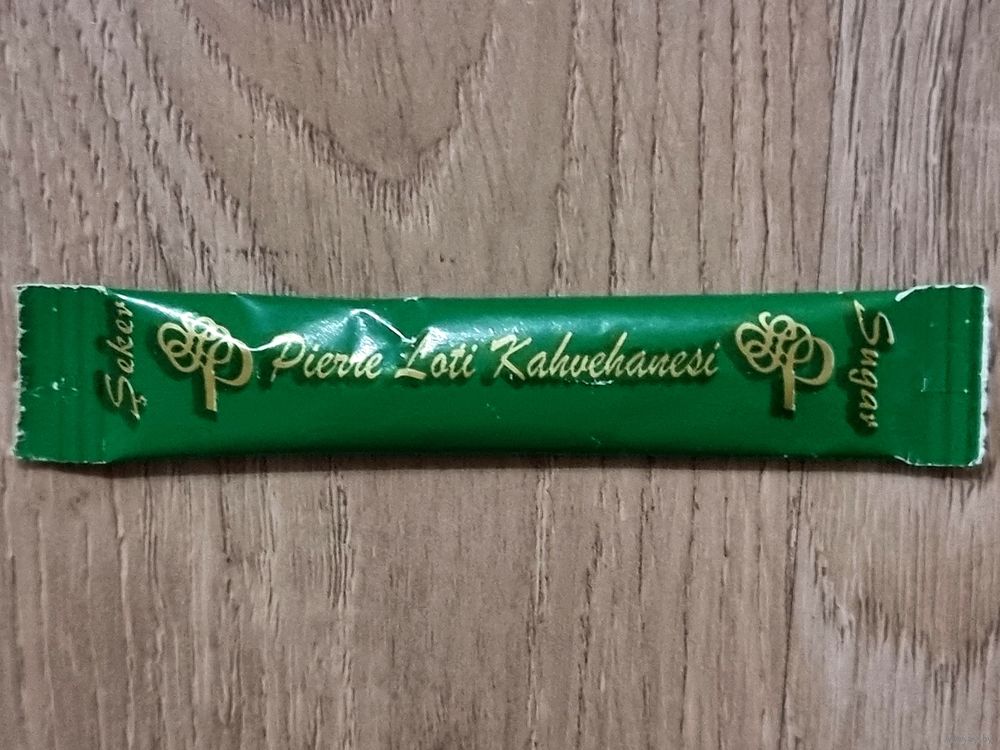 Şeker
Pierre Loti Kahvehanesi
Sugar